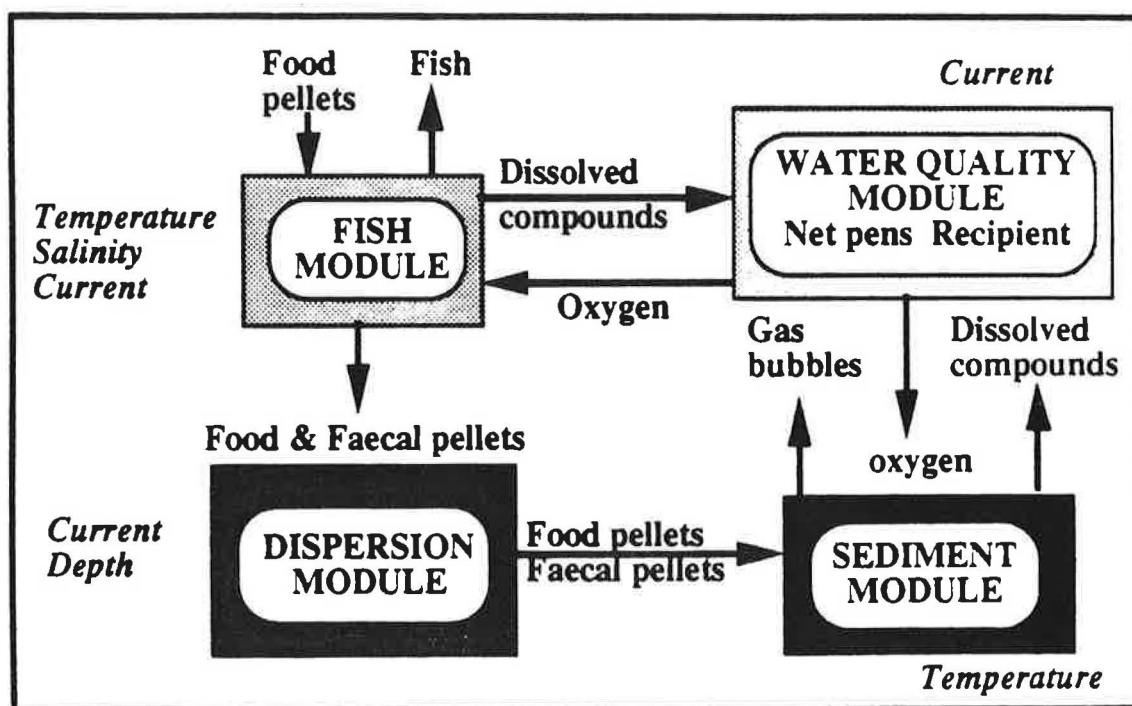 Food
pellets
Fish
Current
Temperature
Salinity
Current
FISH
MODULE
Dissolved
compounds
Oxygen
WATER QUALITY
MODULE
Net pens Recipient
Gas
bubbles
Dissolved
compounds
Food & Faecal pellets
oxygen
Current
Depth
DISPERSION
MODULE
Food pellets
Faecal pellets
SEDIMENT
MODULE
Temperature